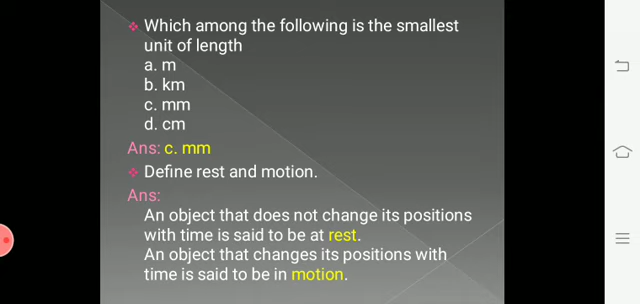 Which among the following is the smallest
unit of length
a. m
b. km
c. mm
d. cm
Ans: c. mm
Define rest and motion.
Ans:
An object that does not change its positions
with time is said to be at rest.
An object that changes its positions with
time is said to be in motion.